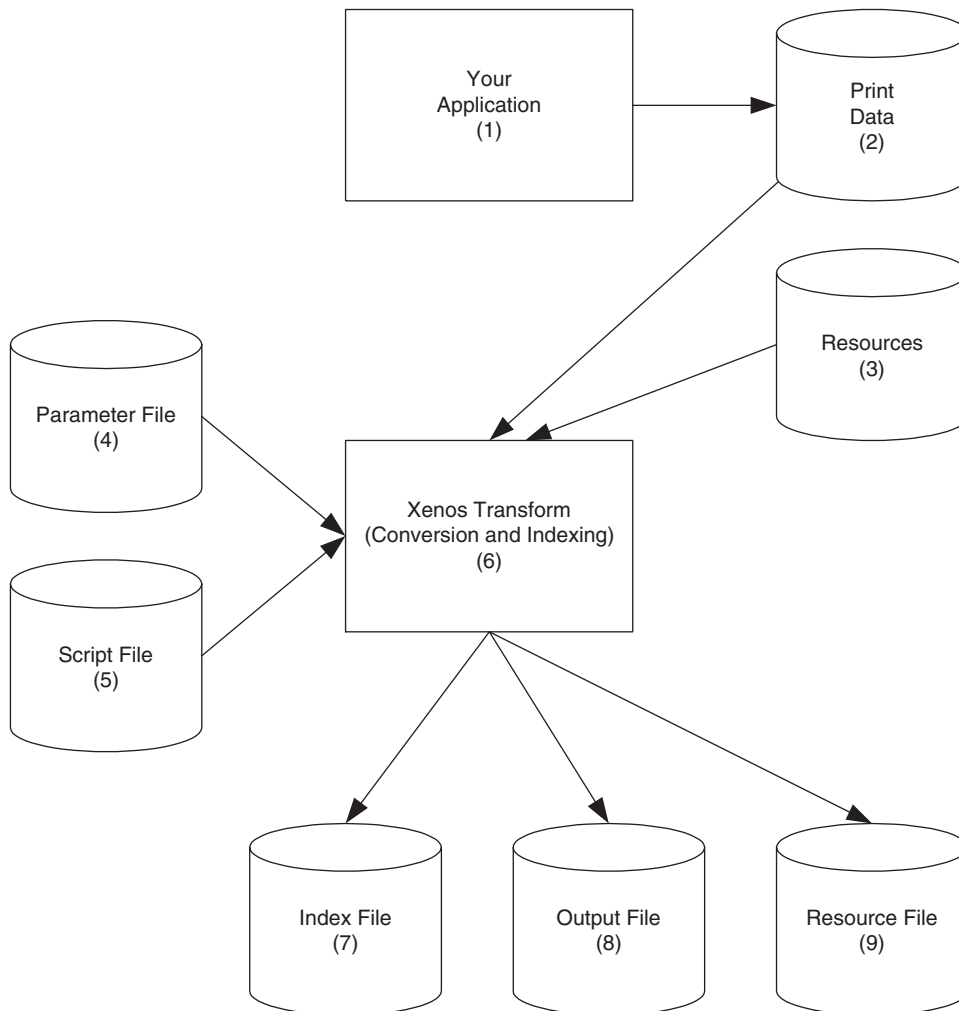 Your
Application
(1)
Print
Data
(2)
Resources
(3)
Parameter File
(4)
Xenos Transform
(Conversion and Indexing)
(6)
Script File
(5)
Index File
(7)
Output File
(8)
Resource File
(9)